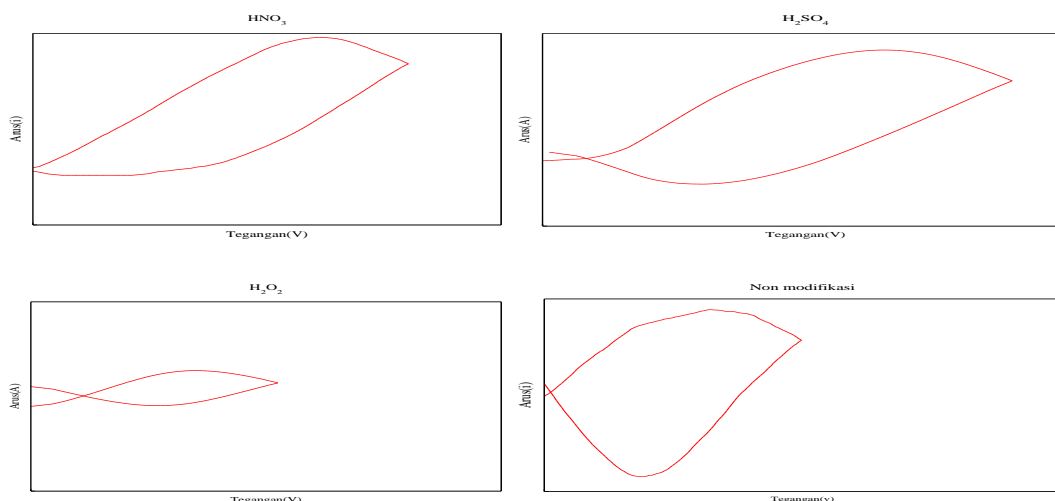 HNO3
Arus(i)
Tegangan(V)
H2SO4
Arus(A)
Tegangan(V)
H2O2
Arus(A)
Tegangan(V)
Non modifikasi
Arus(i)
Tegangan(v)